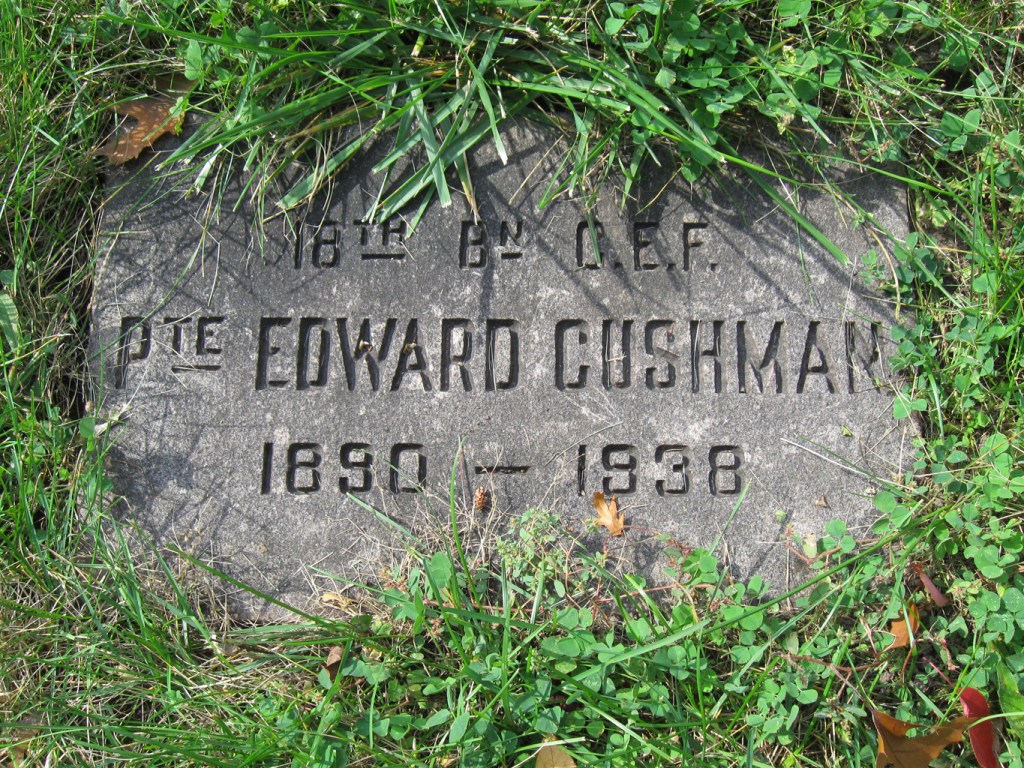 18TH BN C.E.F.
PTE EDWARD CUSHMAN
1890 — 1938